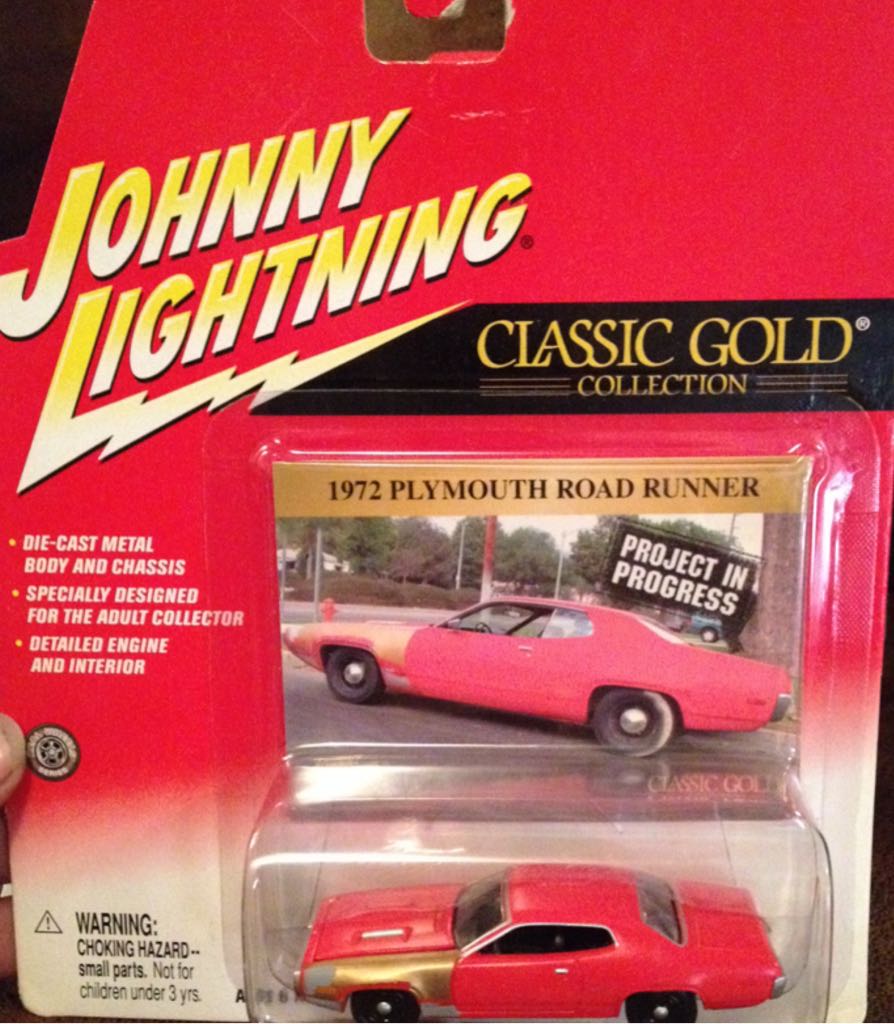 JOHNNY
LIGHTNING®
CLASSIC GOLD®
COLLECTION
1972 PLYMOUTH ROAD RUNNER
PROJECT IN
PROGRESS
• DIE-CAST METAL
BODY AND CHASSIS
• SPECIALLY DESIGNED
FOR THE ADULT COLLECTOR
• DETAILED ENGINE
AND INTERIOR
CLASSIC GOLD
WARNING:
CHOKING HAZARD--
small parts. Not for
children under 3 yrs.